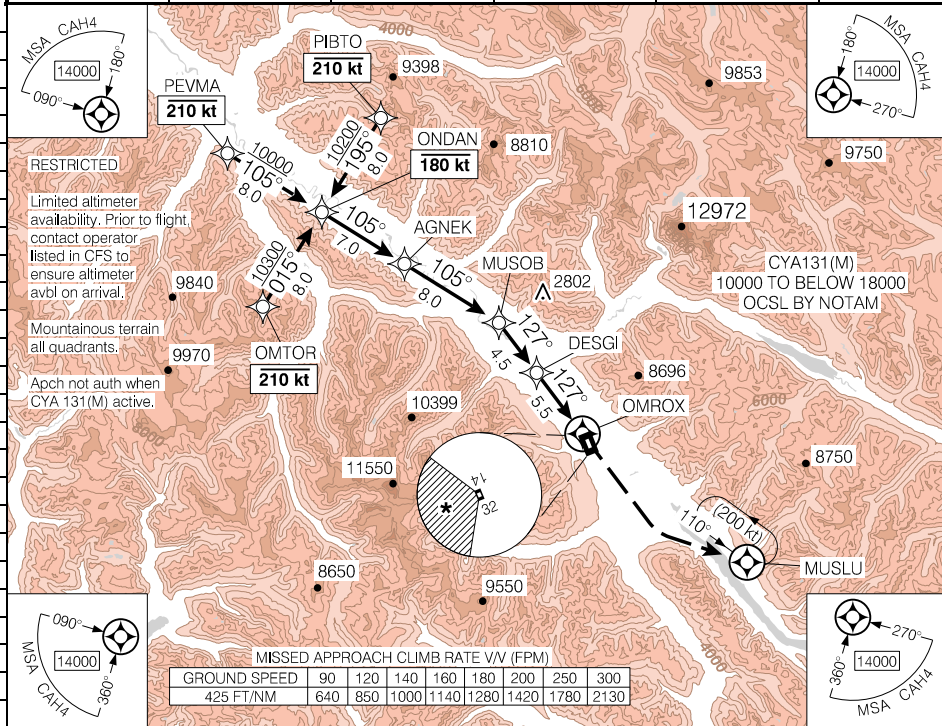 MSA CAH4
14000
180°
090°
PIBTO
210 kt
4000
9398
9853
6000
MSA CAH4
180°
14000
270°
PEVMA
210 kt
ONDAN
180 kt
10200
195°
8.0
8810
9750
10000
105°
8.0
RESTRICTED
Limited altimeter
availability. Prior to flight,
contact operator
listed in CFS to
ensure altimeter
avbl on arrival.
Mountainous terrain
all quadrants.
Apch not auth when
CYA 131(M) active.
105°
7.0
AGNEK
12972
10300
015°
8.0
105°
8.0
MUSOB
2802
CYA131(M)
10000 TO BELOW 18000
OCSL BY NOTAM
9840
OMTOR
210 kt
127°
4.5
DESGI
9970
127°
5.5
8696
OMROX
6000
10399
6000
11550
14
32
*
8750
110°
(200 kt)
MUSLU
8650
9550
4000
090°
14000
360°
MSA CAH4
270°
14000
360°
MSA CAH4
MISSED APPROACH CLIMB RATE V/V (FPM)
GROUND SPEED 90 120 140 160 180 200 250 300
425 FT/NM 640 850 1000 1140 1280 1420 1780 2130